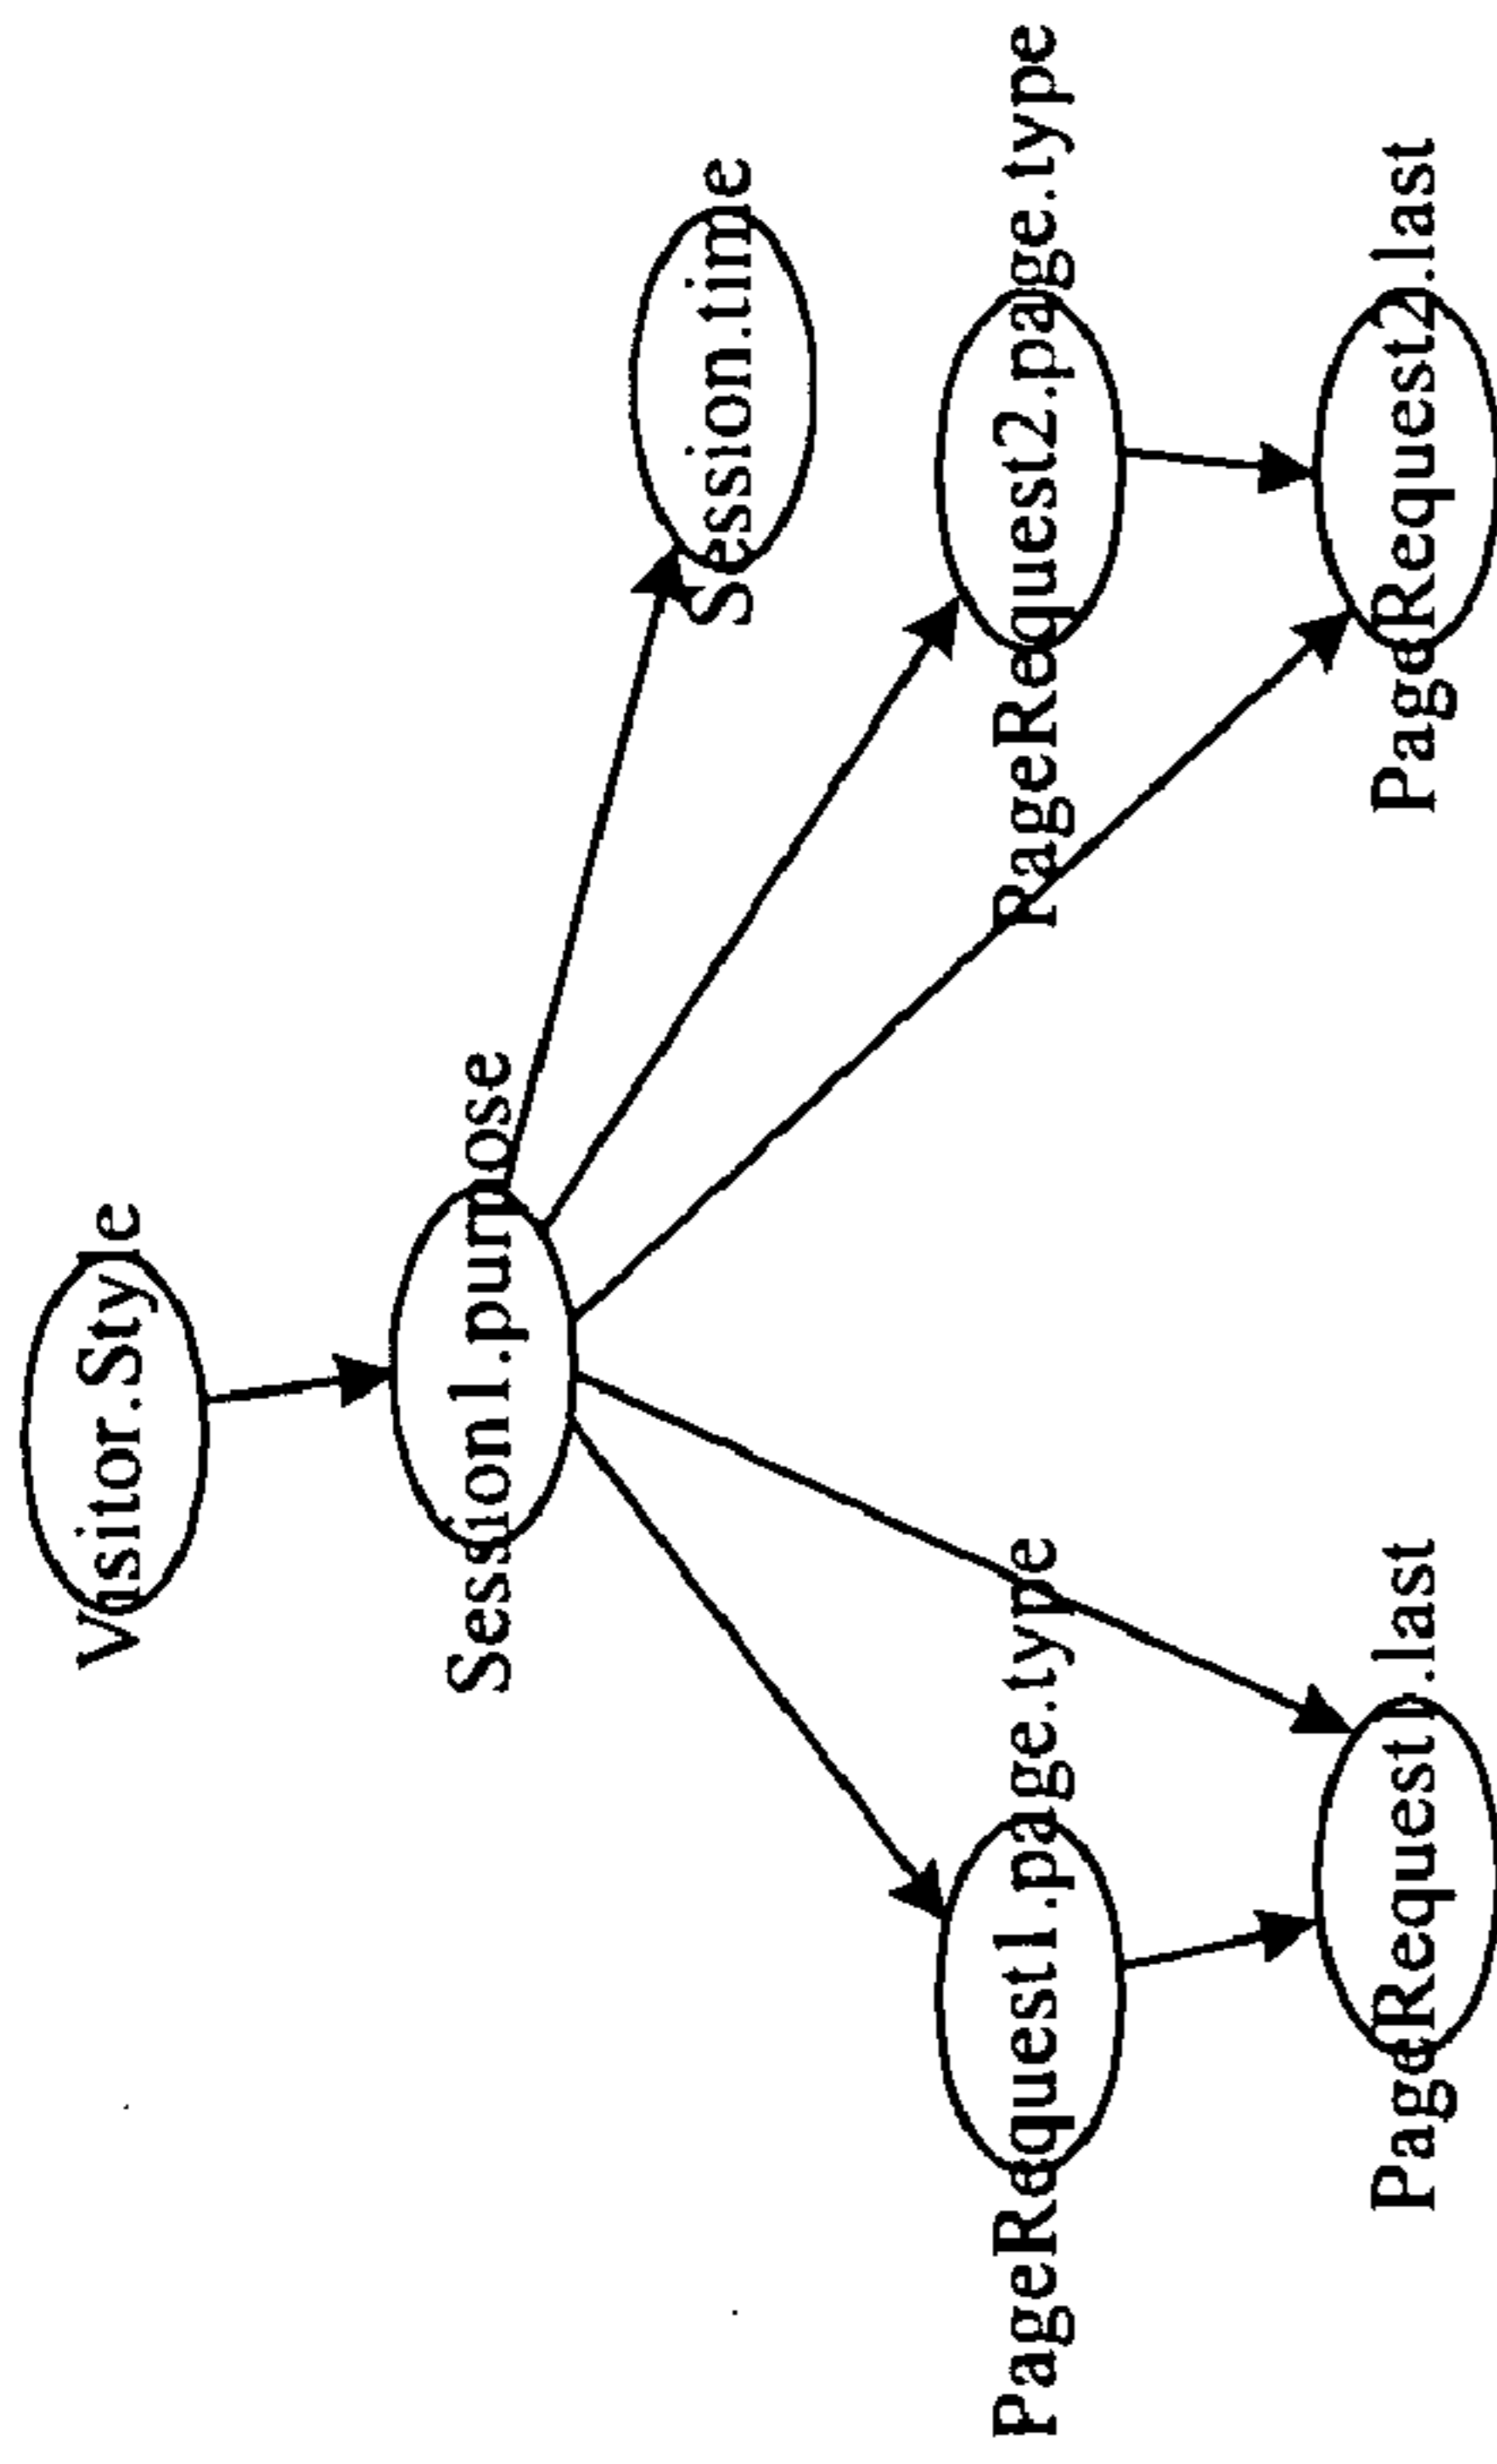 Visitor.Style
Session1.purpose
Session.time
PageRequest1.page.type
PageRequest2.page.type
PageRequest1.last
PageRequest2.last